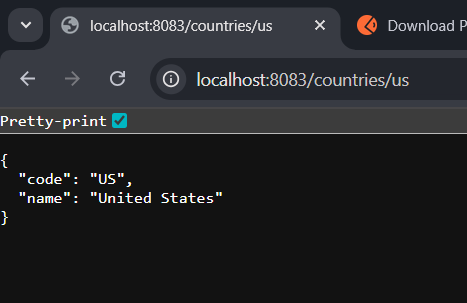 localhost:8083/countries/us
Download P
localhost:8083/countries/us
Pretty-print
{
  "code": "US",
  "name": "United States"
}